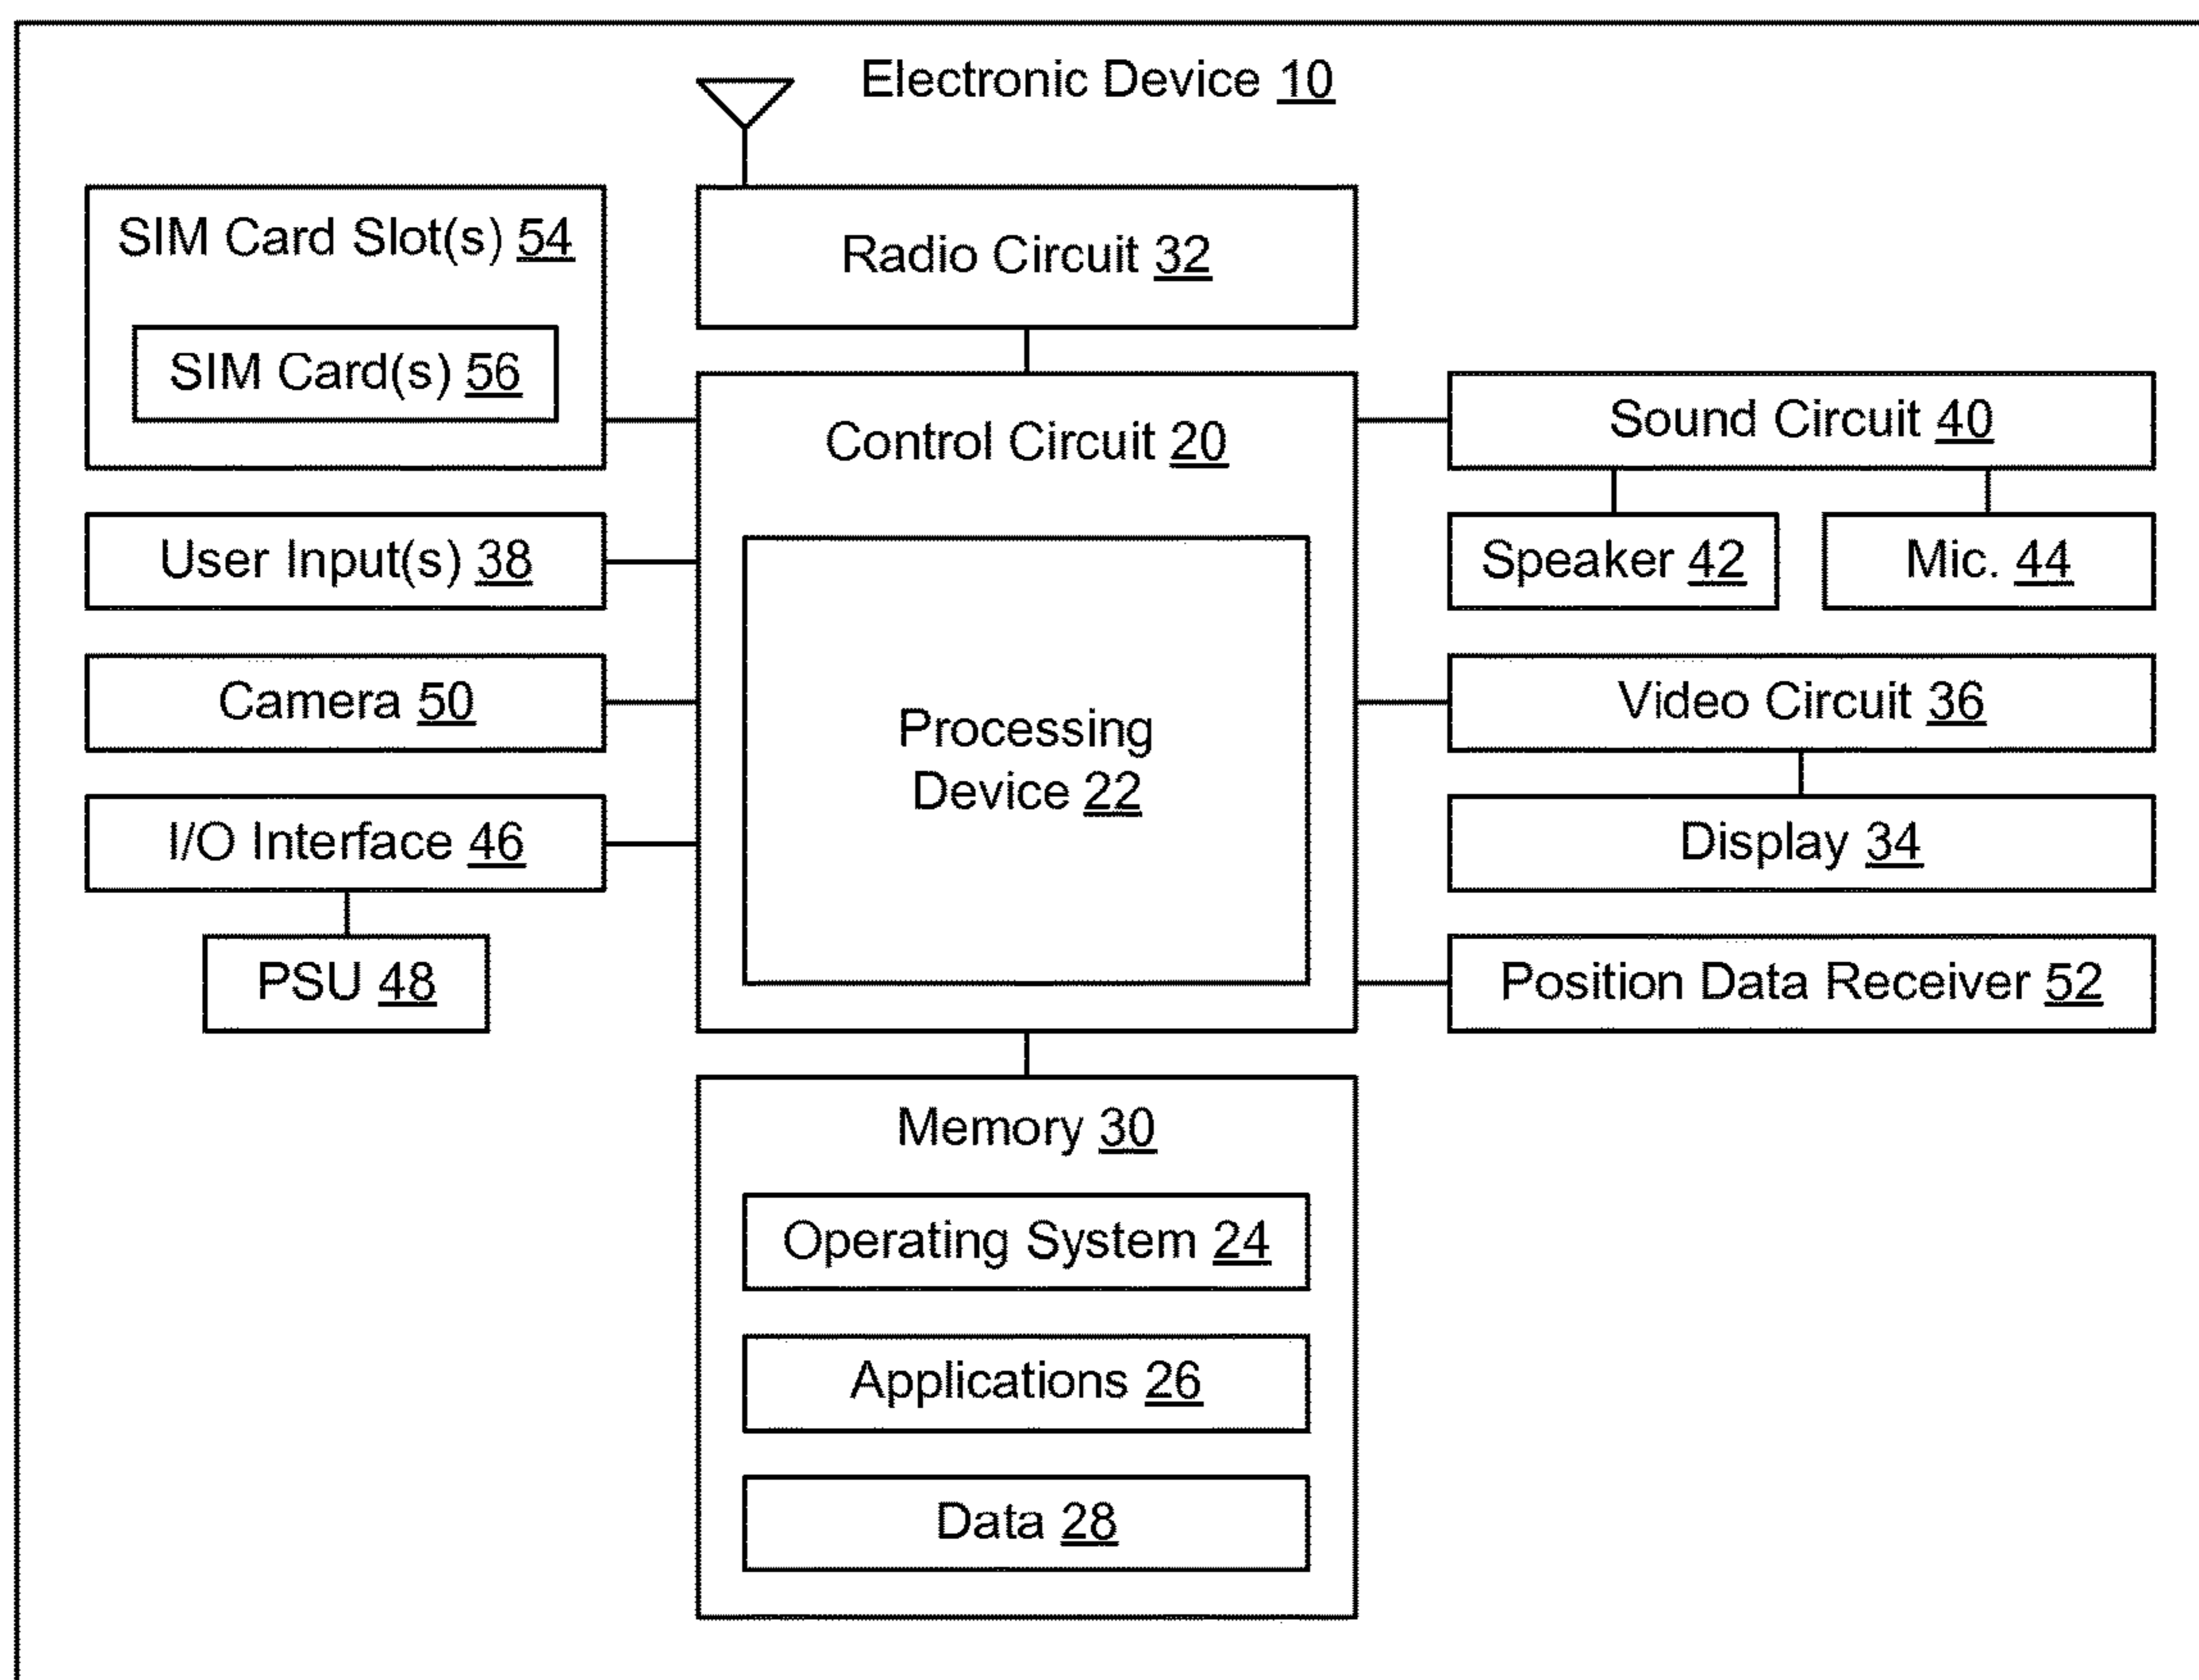 Electronic Device 10
SIM Card Slot(s) 54
SIM Card(s) 56
User Input(s) 38
Camera 50
I/O Interface 46
PSU 48
Radio Circuit 32
Control Circuit 20
Processing
Device 22
Memory 30
Operating System 24
Applications 26
Data 28
Sound Circuit 40
Speaker 42
Mic. 44
Video Circuit 36
Display 34
Position Data Receiver 52